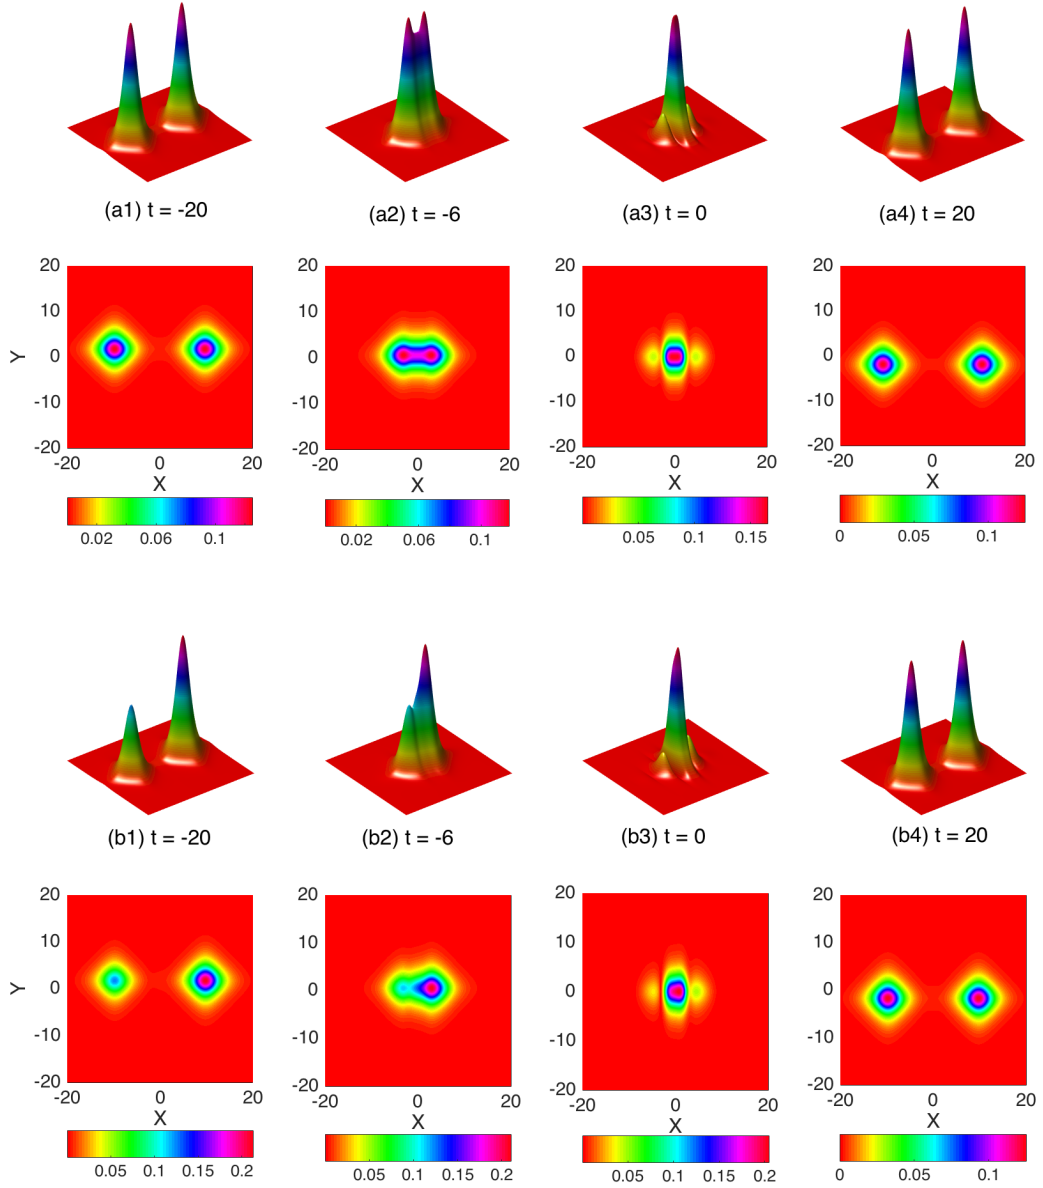 (a1) t = -20 (a2) t = -6 (a3) t = 0 (a4) t = 20
20 20 20 20
10 10 10 10
Y 0 0 0 0
-10 -10 -10 -10
-20 -20 -20 -20
-20 0 20 -20 0 20 -20 0 20 -20 0 20
X X X X
0.02 0.06 0.1 0.02 0.06 0.1 0.05 0.1 0.15 0 0.05 0.1
(b1) t = -20 (b2) t = -6 (b3) t = 0 (b4) t = 20
20 20 20 20
10 10 10 10
Y 0 0 0 0
-10 -10 -10 -10
-20 -20 -20 -20
-20 0 20 -20 0 20 -20 0 20 -20 0 20
X X X X
0.05 0.1 0.15 0.2 0.05 0.1 0.15 0.2 0.05 0.1 0.15 0.2 0 0.05 0.1